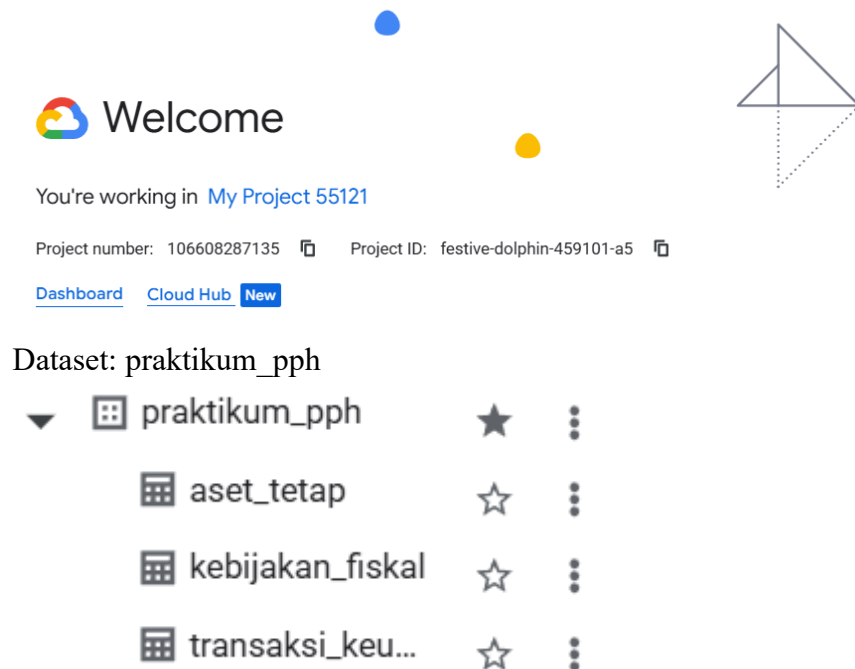 Welcome
You're working in My Project 55121
Project number: 106608287135 Project ID: festive-dolphin-459101-a5
Dashboard Cloud Hub New
Dataset: praktikum_pph
praktikum_pph
aset_tetap
kebijakan_fiskal
transaksi_keu...